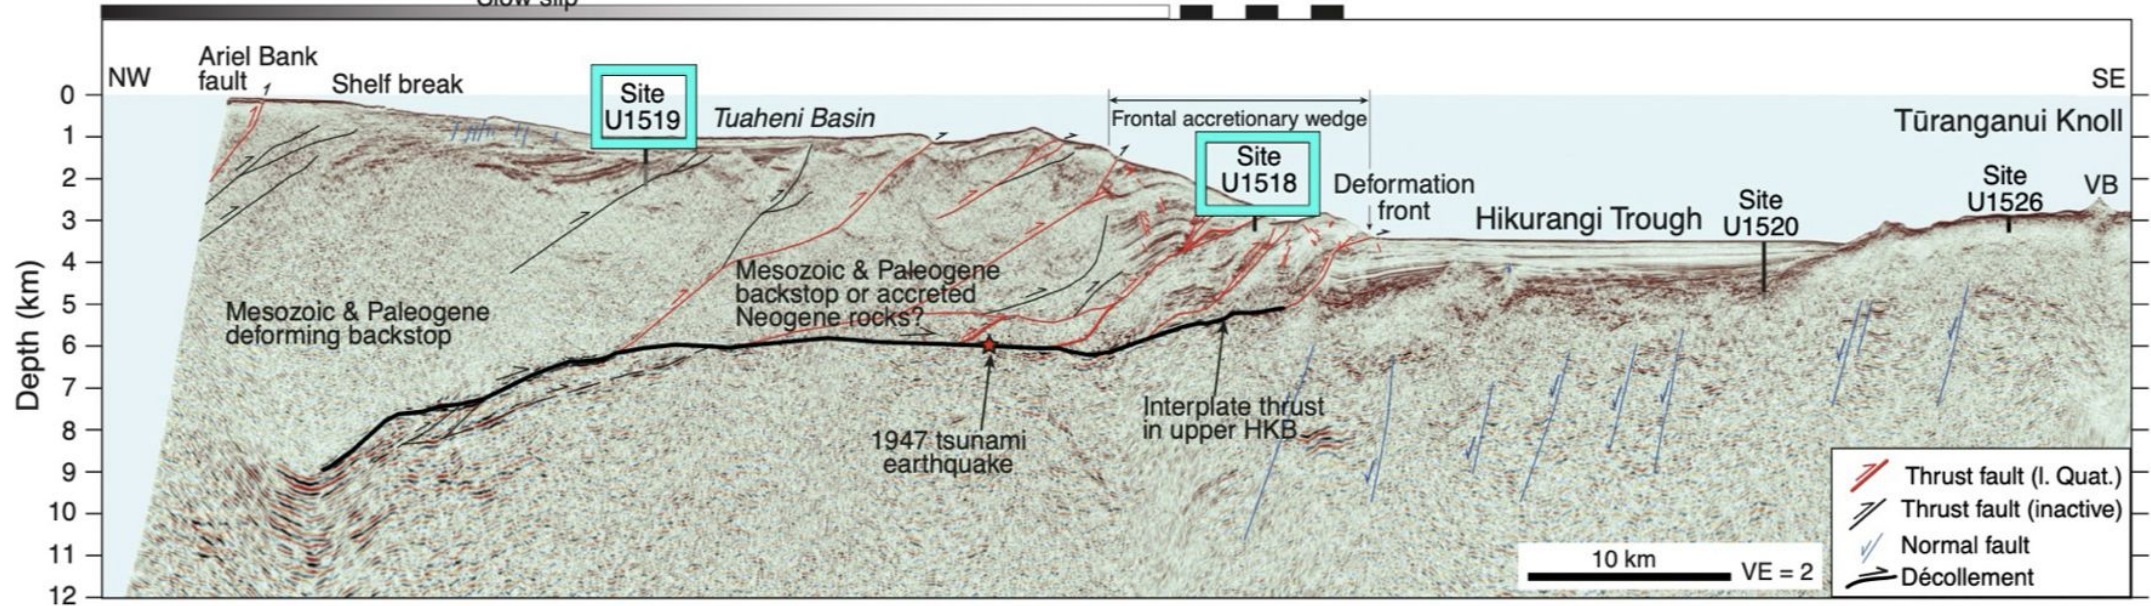 Slow slip
NW
Ariel Bank
fault
Shelf break
Site
U1519
Tuaheni Basin
Frontal accretionary wedge
Site
U1518
Deformation
front
Hikurangi Trough
Site
U1520
Site
U1526
VB
SE
Tūranganui Knoll
Depth (km)
0
1
2
3
4
5
6
7
8
9
10
11
12
Mesozoic & Paleogene
deforming backstop
Mesozoic & Paleogene
backstop or accreted
Neogene rocks?
1947 tsunami
earthquake
Interplate thrust
in upper HKB
Thrust fault (l. Quat.)
Thrust fault (inactive)
Normal fault
Décollement
10 km
VE = 2